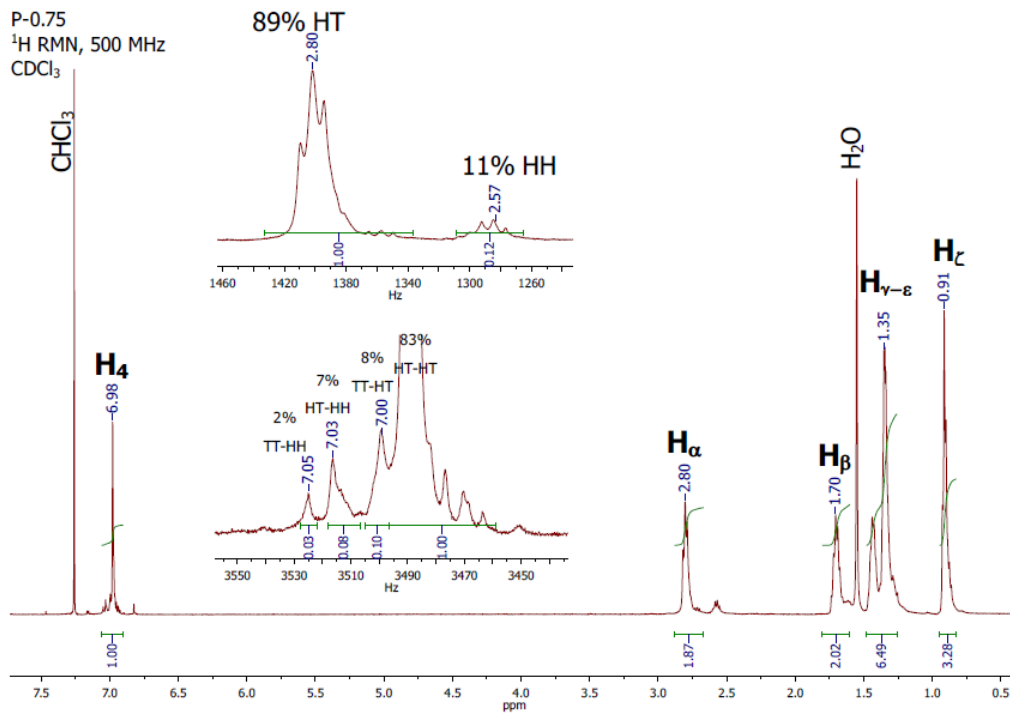 P-0.75
¹H RMN, 500 MHz
CDCl₃
CHCl₃
89% HT
2.80
11% HH
2.57
1.00
0.12
1460 1420 1380 1340 1300 1260
Hz
2% TT-HH
7.05
7% HT-HH
7.03
8% TT-HT
7.00
83% HT-HT
0.03
0.08
0.10
1.00
3550 3530 3510 3490 3470 3450
Hz
H₄
6.98
Hα
2.80
Hβ
1.70
H₂O
Hγ–ε
1.35
Hζ
0.91
1.00
1.87
2.02
6.49
3.28
7.5 7.0 6.5 6.0 5.5 5.0 4.5 4.0 3.5 3.0 2.5 2.0 1.5 1.0 0.5
ppm